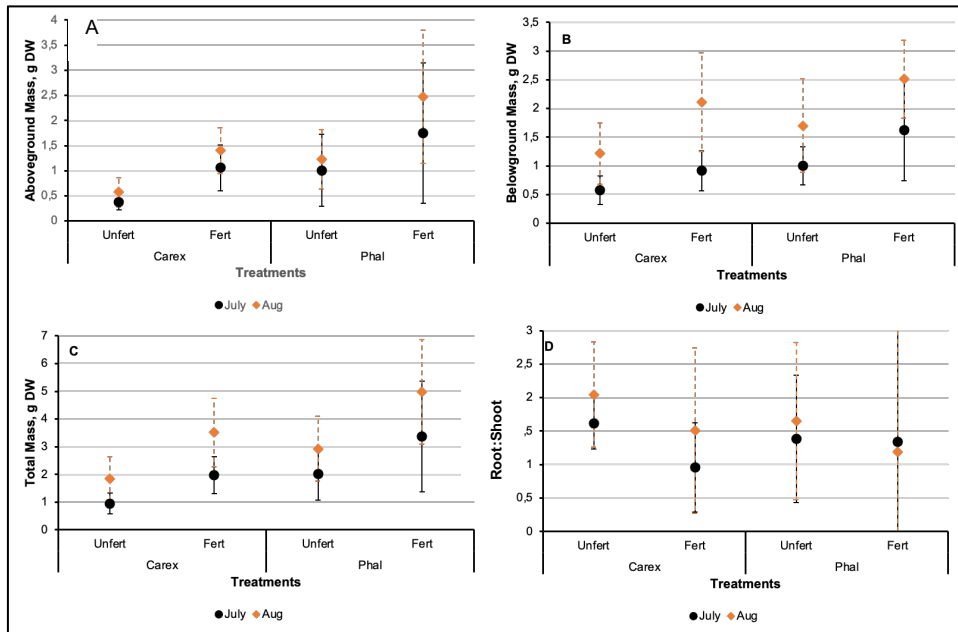 A
Aboveground Mass, g DW
4
3,5
3
2,5
2
1,5
1
0,5
0
Unfert Fert Unfert Fert
Carex Phal
Treatments
July Aug
B
Belowground Mass, g DW
3,5
3
2,5
2
1,5
1
0,5
0
Unfert Fert Unfert Fert
Carex Phal
Treatments
July Aug
C
Total Mass, g DW
7
6
5
4
3
2
1
0
Unfert Fert Unfert Fert
Carex Phal
Treatments
July Aug
D
Root:Shoot
3
2,5
2
1,5
1
0,5
0
Unfert Fert Unfert Fert
Carex Phal
Treatments
July Aug